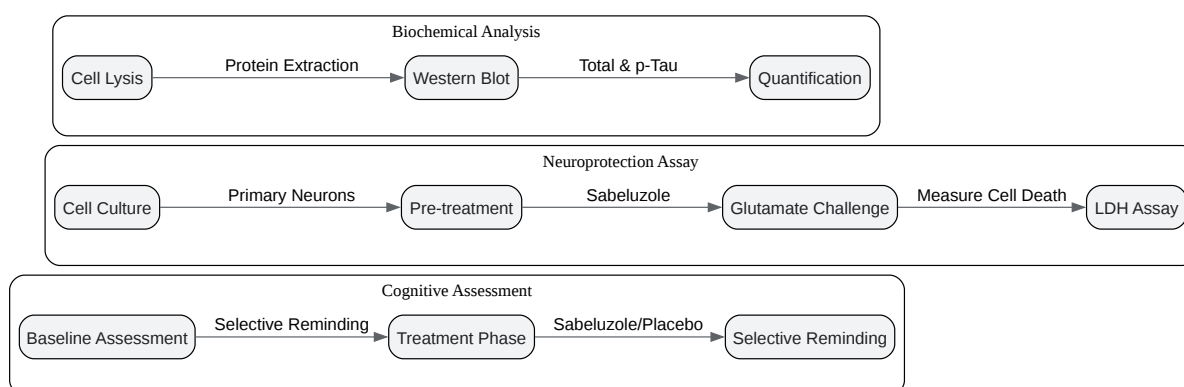 Biochemical Analysis
Cell Lysis
Protein Extraction
Western Blot
Total & p-Tau
Quantification
Neuroprotection Assay
Cell Culture
Primary Neurons
Pre-treatment
Sabeluzole
Glutamate Challenge
Measure Cell Death
LDH Assay
Cognitive Assessment
Baseline Assessment
Selective Reminding
Treatment Phase
Sabeluzole/Placebo
Selective Reminding